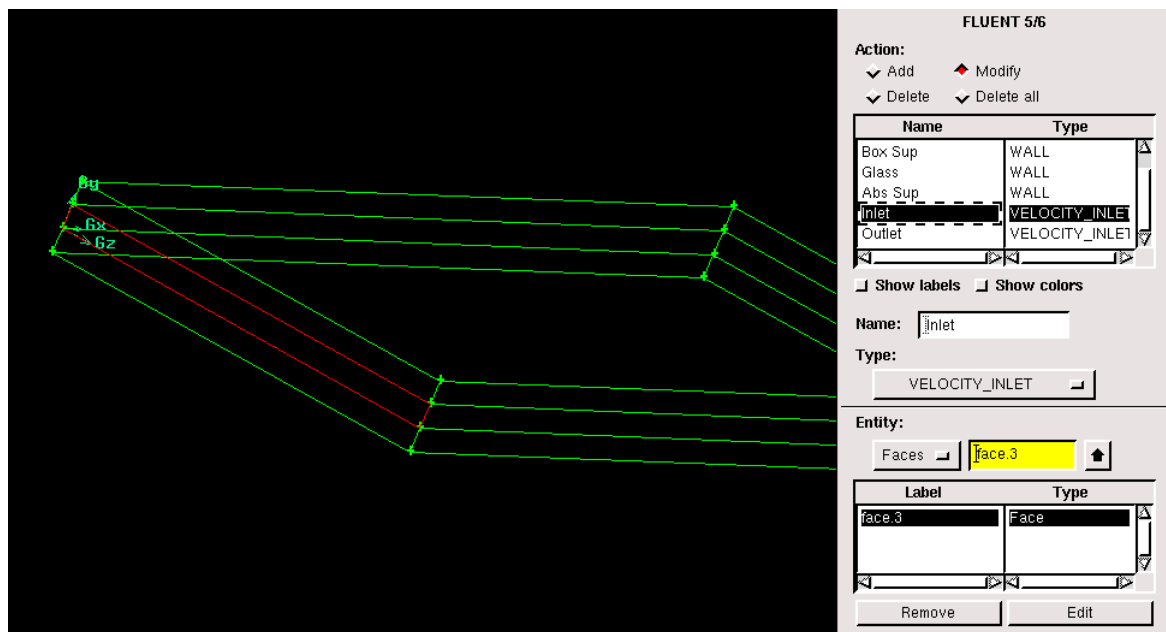 FLUENT 5/6
Action:
Add Modify
Delete Delete all
Name Type
Box Sup WALL
Glass WALL
Abs Sup WALL
Inlet VELOCITY_INLET
Outlet VELOCITY_INLET
Show labels Show colors
Name: Inlet
Type:
VELOCITY_INLET
Entity:
Faces face.3
Label Type
face.3 Face
Remove Edit
Gy
Gx
Gz